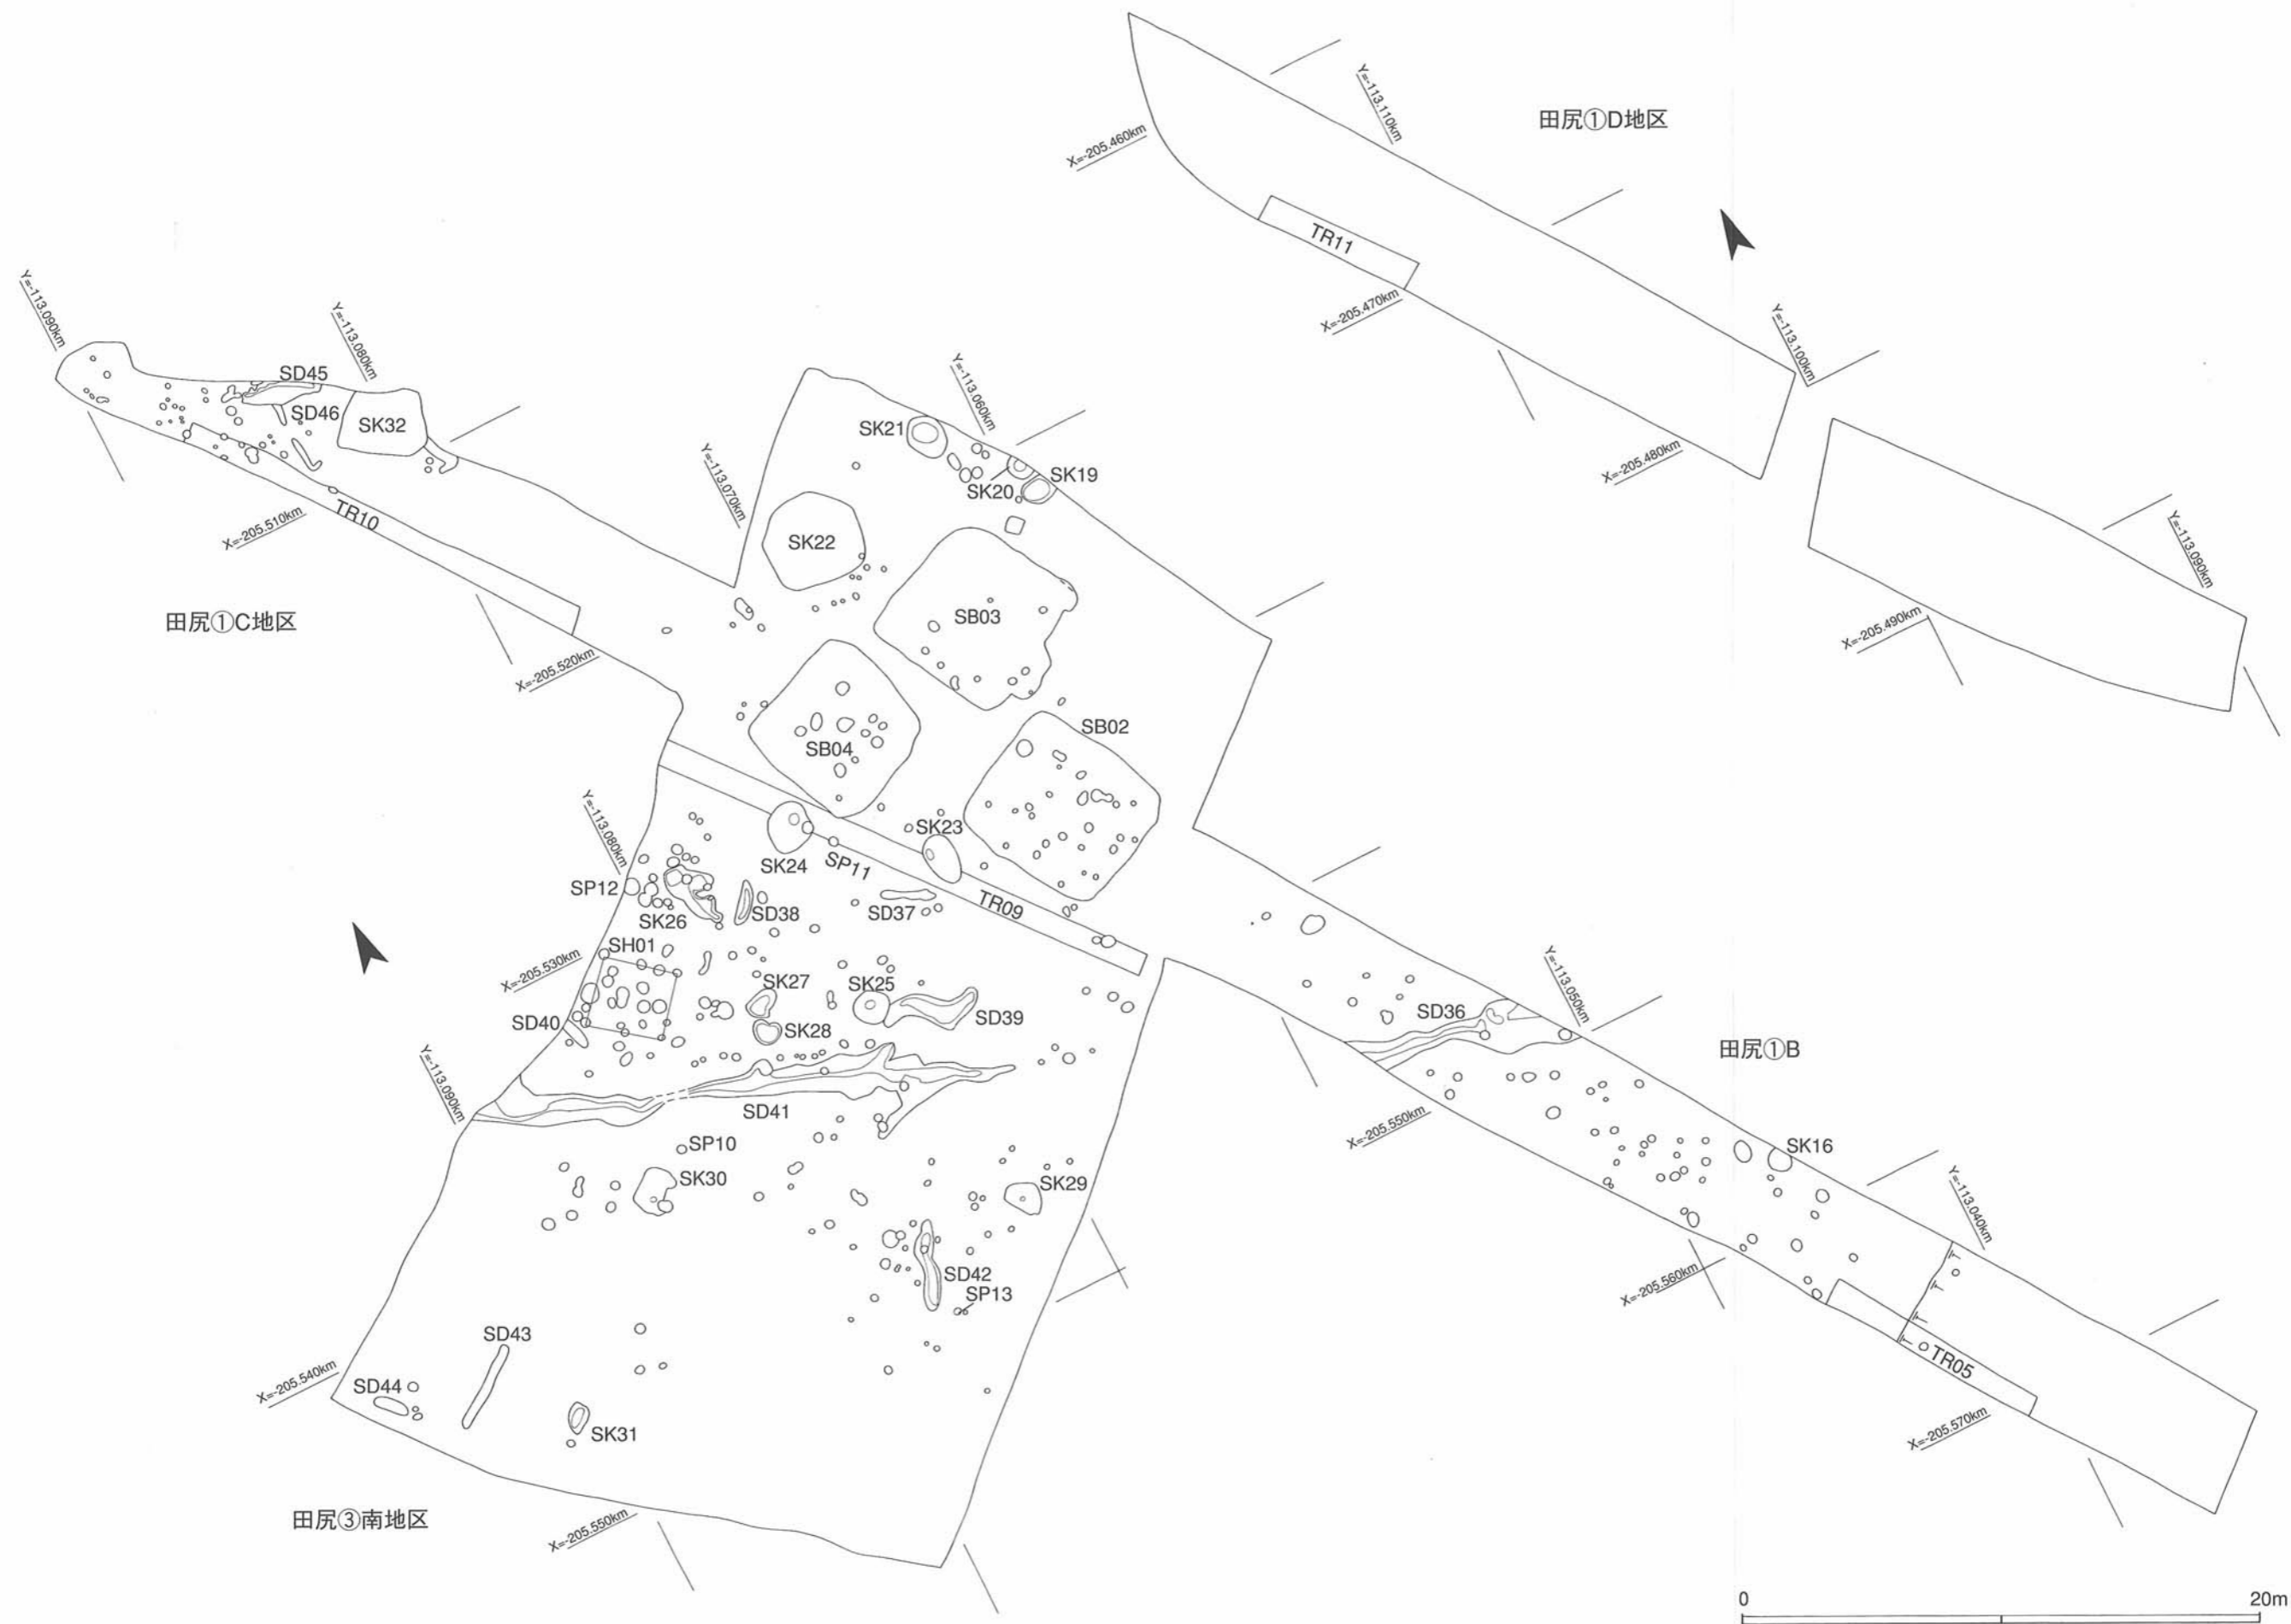 Y=-113.110km
田尻①D地区
X=-205.460km
TR11
X=-205.470km
Y=-113.100km
X=-205.480km
Y=-113.090km
X=-205.490km
Y=-113.090km
Y=-113.080km
SD45
SD46
SK32
TR10
X=-205.510km
田尻①C地区
X=-205.520km
Y=-113.070km
Y=-113.060km
SK21
SK19
SK20
SK22
SB03
SB04
SB02
SK23
SK24
SP11
TR09
Y=-113.080km
SP12
SK26
SD38
SD37
SH01
X=-205.530km
SK27
SK25
SD40
SK28
SD39
Y=-113.090km
SD41
SP10
SK30
SK29
SD42
SP13
SD43
X=-205.540km
SD44
SK31
田尻③南地区
X=-205.550km
Y=-113.050km
SD36
田尻①B
X=-205.550km
SK16
Y=-113.040km
X=-205.560km
TR05
X=-205.570km
0 20m